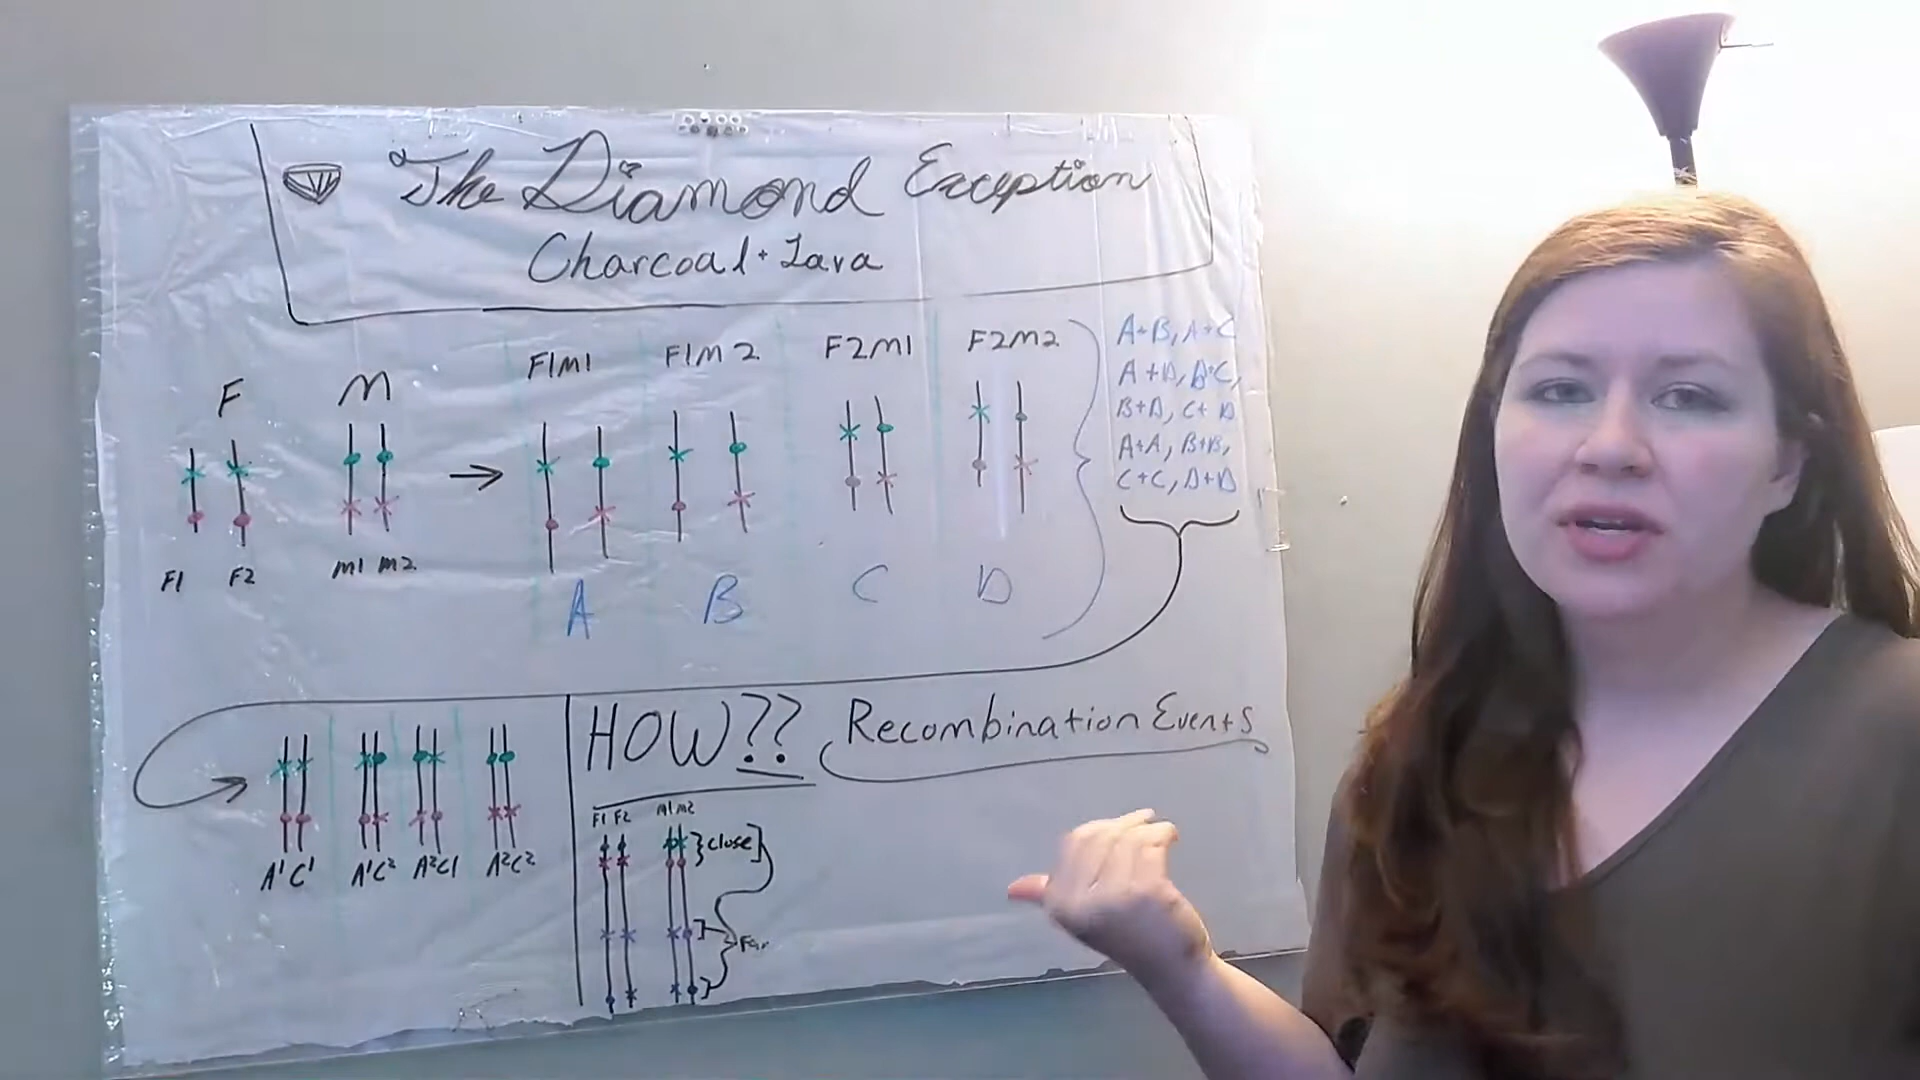 The Diamond Exception
Charcoal + Lava
F M
F1 F2 M1 M2
F1M1 F1M2 F2M1 F2M2
A B C D
A+B, A+C
A+D, B+C,
B+D, C+D
A+A, B+B,
C+C, D+D
A¹C¹ A¹C² A²C1 A²C²
HOW??
Recombination Events
F1 F2 M1 M2
close
Far